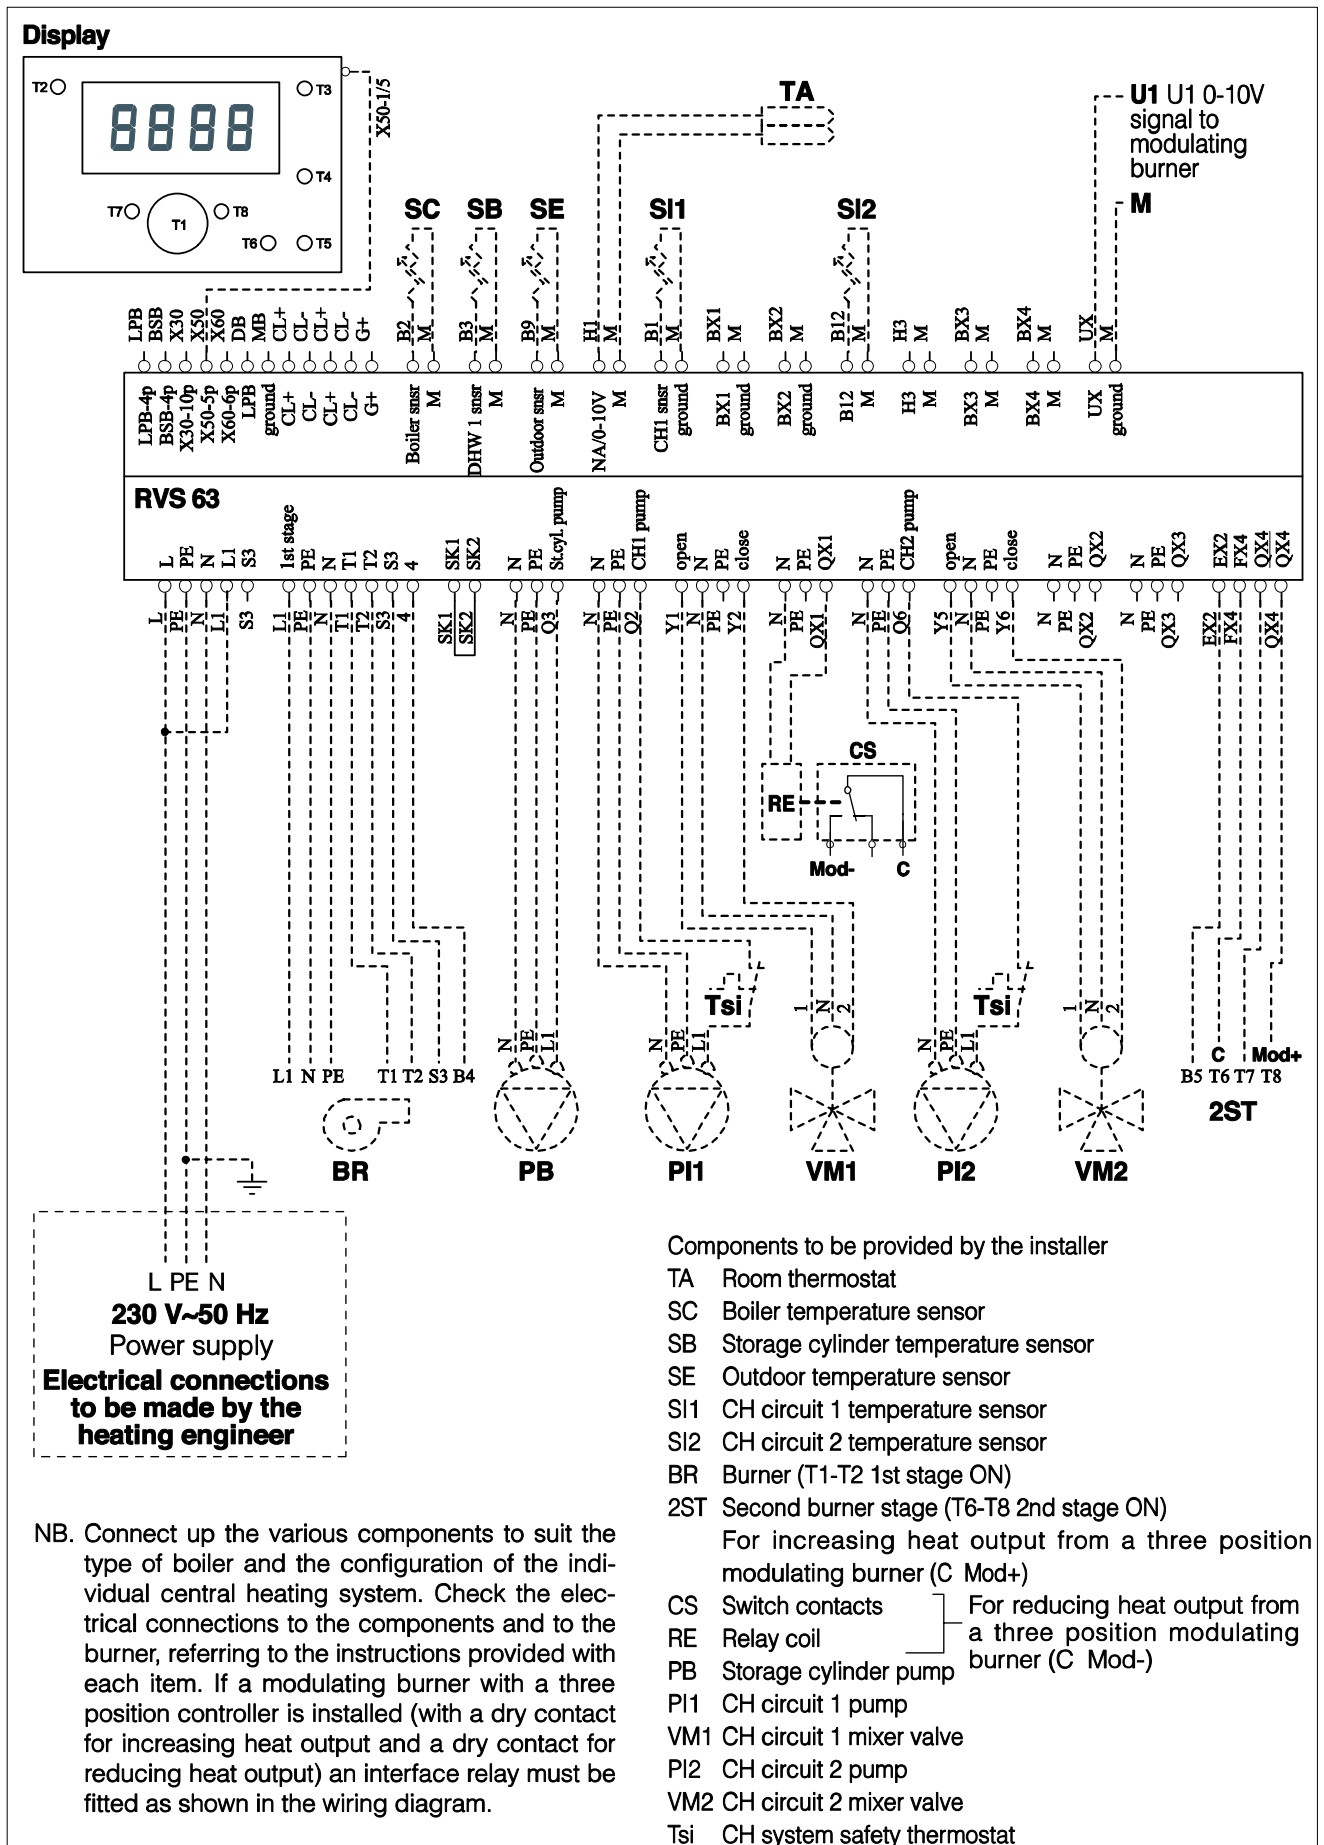 Display
T2
T3
8888
T4
T7
T1
T8
T6
T5
X50-1/5
TA
U1 U1 0-10V
signal to
modulating
burner
M
SC SB SE SI1 SI2
LPB BSB X30 X50 X60 DB MB CL+ CL- CL+ CL- G+ B2 M B3 M B9 M H1 M B1 M BX1 M BX2 M B12 M H3 M BX3 M BX4 M UX M
LPB-4p BSB-4p X30-10p X50-5p X60-6p LPB ground CL+ CL- CL+ CL- G+ Boiler snsr M DHW 1 snsr M Outdoor snsr M NA/0-10V M CH1 snsr ground BX1 ground BX2 ground B12 M H3 M BX3 M BX4 M UX ground
RVS 63
L PE N L1 S3 1st stage PE N T1 T2 S3 4 SK1 SK2 N PE St.cyl. pump N PE CH1 pump open N PE close N PE QX1 N PE CH2 pump open N PE close N PE QX2 N PE QX3 EX2 FX4 QX4 QX4
L PE N L1 S3 L1 PE N T1 T2 S3 4 SK1 SK2 N PE Q3 N PE Q2 Y1 N PE Y2 N PE QX1 N PE Q6 Y5 N PE Y6 N PE QX2 N PE QX3 EX2 FX4 QX4
CS
RE
Mod- C
Tsi
Tsi
1 N 2
1 N 2
N PE L1
N PE L1
N PE L1
C Mod+
L1 N PE T1 T2 S3 B4
B5 T6 T7 T8
2ST
BR PB PI1 VM1 PI2 VM2
L PE N
230 V~50 Hz
Power supply
Electrical connections
to be made by the
heating engineer
NB. Connect up the various components to suit the
type of boiler and the configuration of the indi-
vidual central heating system. Check the elec-
trical connections to the components and to the
burner, referring to the instructions provided with
each item. If a modulating burner with a three
position controller is installed (with a dry contact
for increasing heat output and a dry contact for
reducing heat output) an interface relay must be
fitted as shown in the wiring diagram.
Components to be provided by the installer
TA Room thermostat
SC Boiler temperature sensor
SB Storage cylinder temperature sensor
SE Outdoor temperature sensor
SI1 CH circuit 1 temperature sensor
SI2 CH circuit 2 temperature sensor
BR Burner (T1-T2 1st stage ON)
2ST Second burner stage (T6-T8 2nd stage ON)
For increasing heat output from a three position
modulating burner (C Mod+)
CS Switch contacts
RE Relay coil
For reducing heat output from
a three position modulating
burner (C Mod-)
PB Storage cylinder pump
PI1 CH circuit 1 pump
VM1 CH circuit 1 mixer valve
PI2 CH circuit 2 pump
VM2 CH circuit 2 mixer valve
Tsi CH system safety thermostat